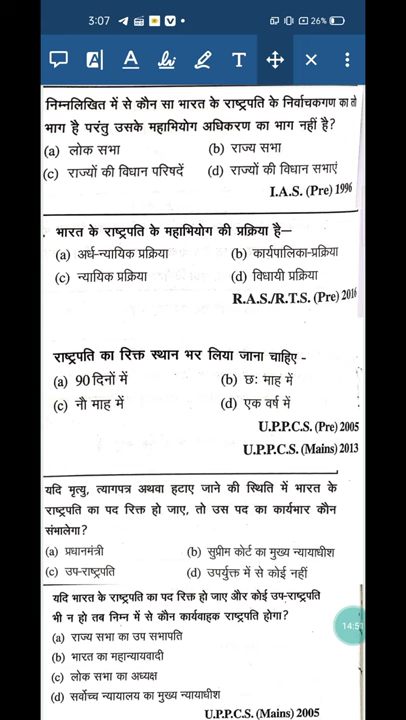 3:07
26%
A
A
T
निम्नलिखित में से कौन सा भारत के राष्ट्रपति के निर्वाचकगण का तो
भाग है परंतु उसके महाभियोग अधिकरण का भाग नहीं है?
(a) लोक सभा (b) राज्य सभा
(c) राज्यों की विधान परिषदें (d) राज्यों की विधान सभाएं
I.A.S. (Pre) 1996
भारत के राष्ट्रपति के महाभियोग की प्रक्रिया है—
(a) अर्ध-न्यायिक प्रक्रिया (b) कार्यपालिका-प्रक्रिया
(c) न्यायिक प्रक्रिया (d) विधायी प्रक्रिया
R.A.S./R.T.S. (Pre) 2016
राष्ट्रपति का रिक्त स्थान भर लिया जाना चाहिए -
(a) 90 दिनों में (b) छः माह में
(c) नौ माह में (d) एक वर्ष में
U.P.P.C.S. (Pre) 2005
U.P.P.C.S. (Mains) 2013
यदि मृत्यु, त्यागपत्र अथवा हटाए जाने की स्थिति में भारत के
राष्ट्रपति का पद रिक्त हो जाए, तो उस पद का कार्यभार कौन
संभालेगा?
(a) प्रधानमंत्री (b) सुप्रीम कोर्ट का मुख्य न्यायाधीश
(c) उप-राष्ट्रपति (d) उपर्युक्त में से कोई नहीं
यदि भारत के राष्ट्रपति का पद रिक्त हो जाए और कोई उप-राष्ट्रपति
भी न हो तब निम्न में से कौन कार्यवाहक राष्ट्रपति होगा?
14:51
(a) राज्य सभा का उप सभापति
(b) भारत का महान्यायवादी
(c) लोक सभा का अध्यक्ष
(d) सर्वोच्च न्यायालय का मुख्य न्यायाधीश
U.P.P.C.S. (Mains) 2005